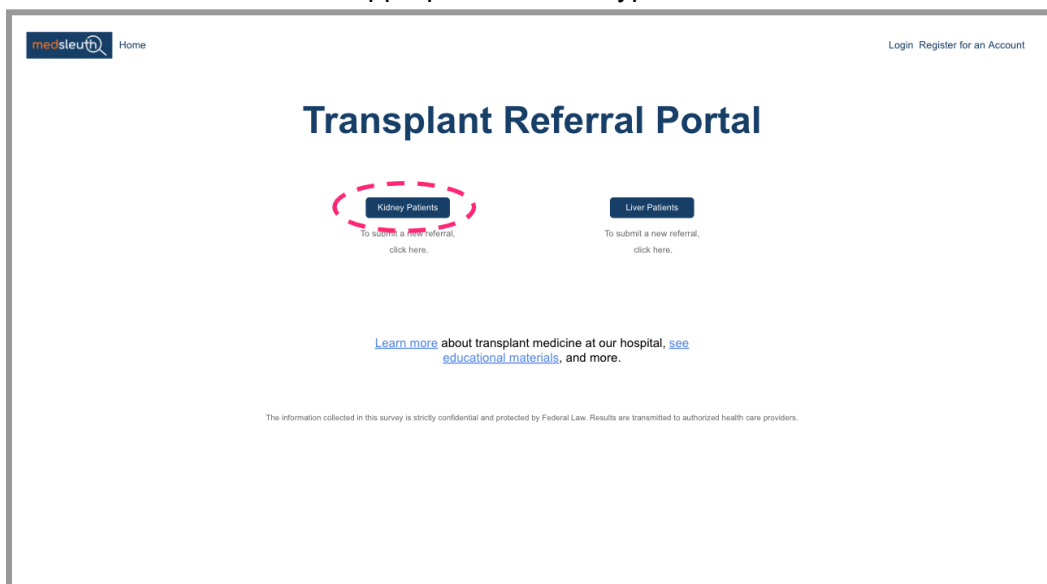 medsleuth Home Login Register for an Account
Transplant Referral Portal
Kidney Patients Liver Patients
To submit a new referral, To submit a new referral,
click here. click here.
Learn more about transplant medicine at our hospital, see
educational materials, and more.
The information collected in this survey is strictly confidential and protected by Federal Law. Results are transmitted to authorized health care providers.